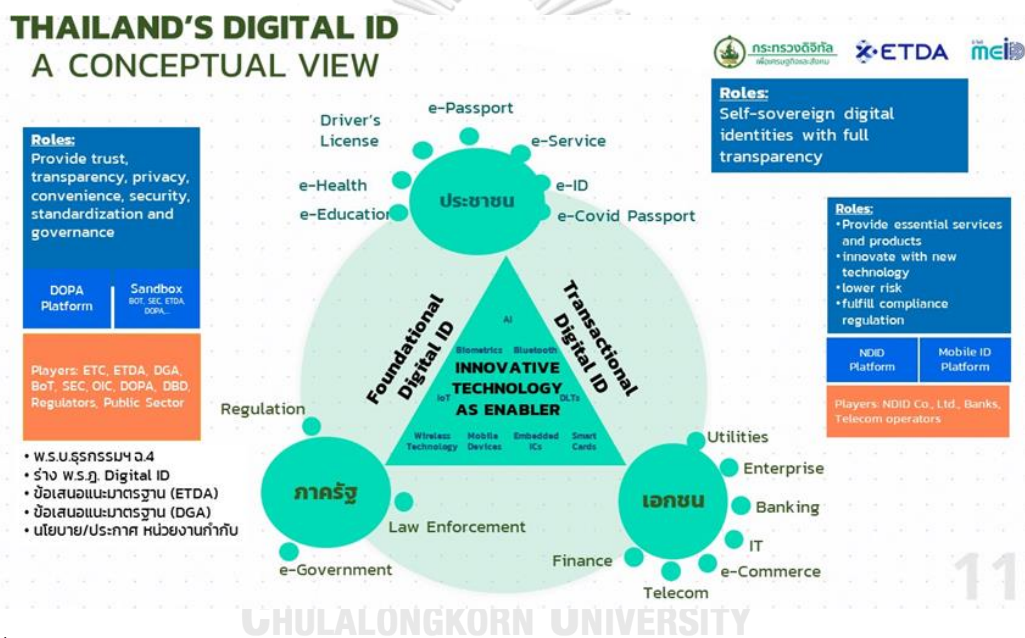 THAILAND'S DIGITAL ID
A CONCEPTUAL VIEW
กระทรวงดิจิทัล
เพื่อเศรษฐกิจและสังคม
ETDA
meiD
Roles:
Provide trust,
transparency, privacy,
convenience, security,
standardization and
governance
DOPA
Platform
Sandbox
BOT, SEC, ETDA,
DOPA,...
Players: ETC, ETDA, DGA,
BoT, SEC, OIC, DOPA, DBD,
Regulators, Public Sector
• พ.ร.บ.ธุรกรรมฯ ฉ.4
• ร่าง พ.ร.ฎ. Digital ID
• ข้อเสนอแนะมาตรฐาน (ETDA)
• ข้อเสนอแนะมาตรฐาน (DGA)
• นโยบาย/ประกาศ หน่วยงานกำกับ
e-Passport
Driver's
License
e-Service
e-Health
e-ID
e-Education
e-Covid Passport
ประชาชน
Foundational
Digital ID
Transactional
Digital ID
AI
Biometrics Bluetooth
INNOVATIVE
TECHNOLOGY
IoT
DLTs
AS ENABLER
Wireless
Technology
Mobile
Devices
Embedded
ICs
Smart
Cards
Regulation
ภาครัฐ
Law Enforcement
e-Government
เอกชน
Utilities
Enterprise
Banking
IT
e-Commerce
Telecom
Finance
Roles:
Self-sovereign digital
identities with full
transparency
Roles:
•Provide essential services
and products
•innovate with new
technology
•lower risk
•fulfill compliance
regulation
NDID
Platform
Mobile ID
Platform
Players: NDID Co., Ltd., Banks,
Telecom operators
11
CHULALONGKORN UNIVERSITY